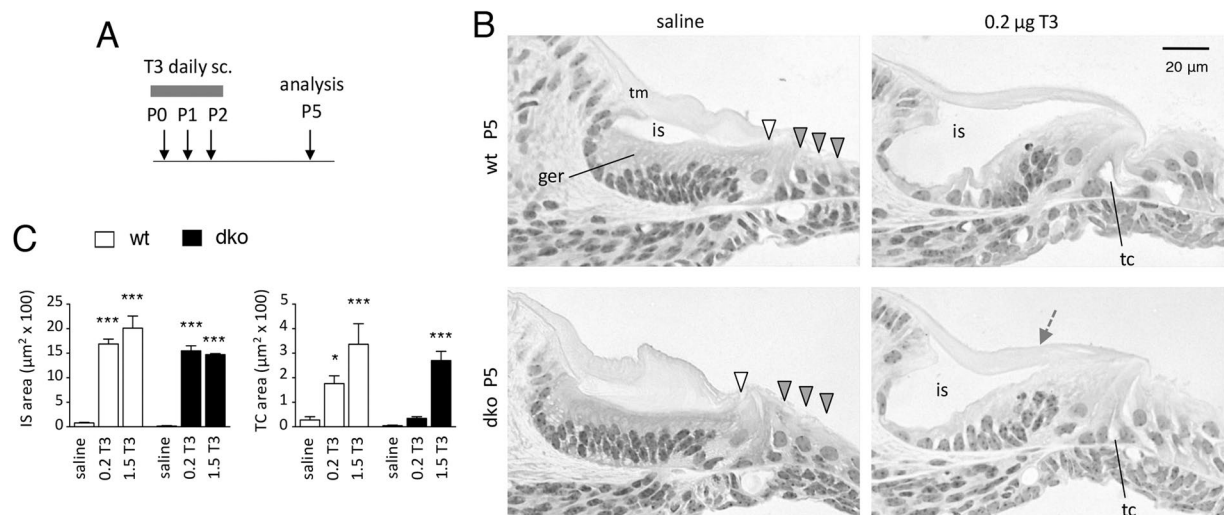 A
T3 daily sc.
analysis
P0 P1 P2 P5
B
saline
0.2 µg T3
20 µm
wt P5
tm
is
ger
is
tc
dko P5
is
tc
C
wt
dko
IS area (µm² x 100)
25
20
15
10
5
0
***
***
***
***
saline
0.2 T3
1.5 T3
saline
0.2 T3
1.5 T3
TC area (µm² x 100)
5
4
3
2
1
0
*
***
***
saline
0.2 T3
1.5 T3
saline
0.2 T3
1.5 T3